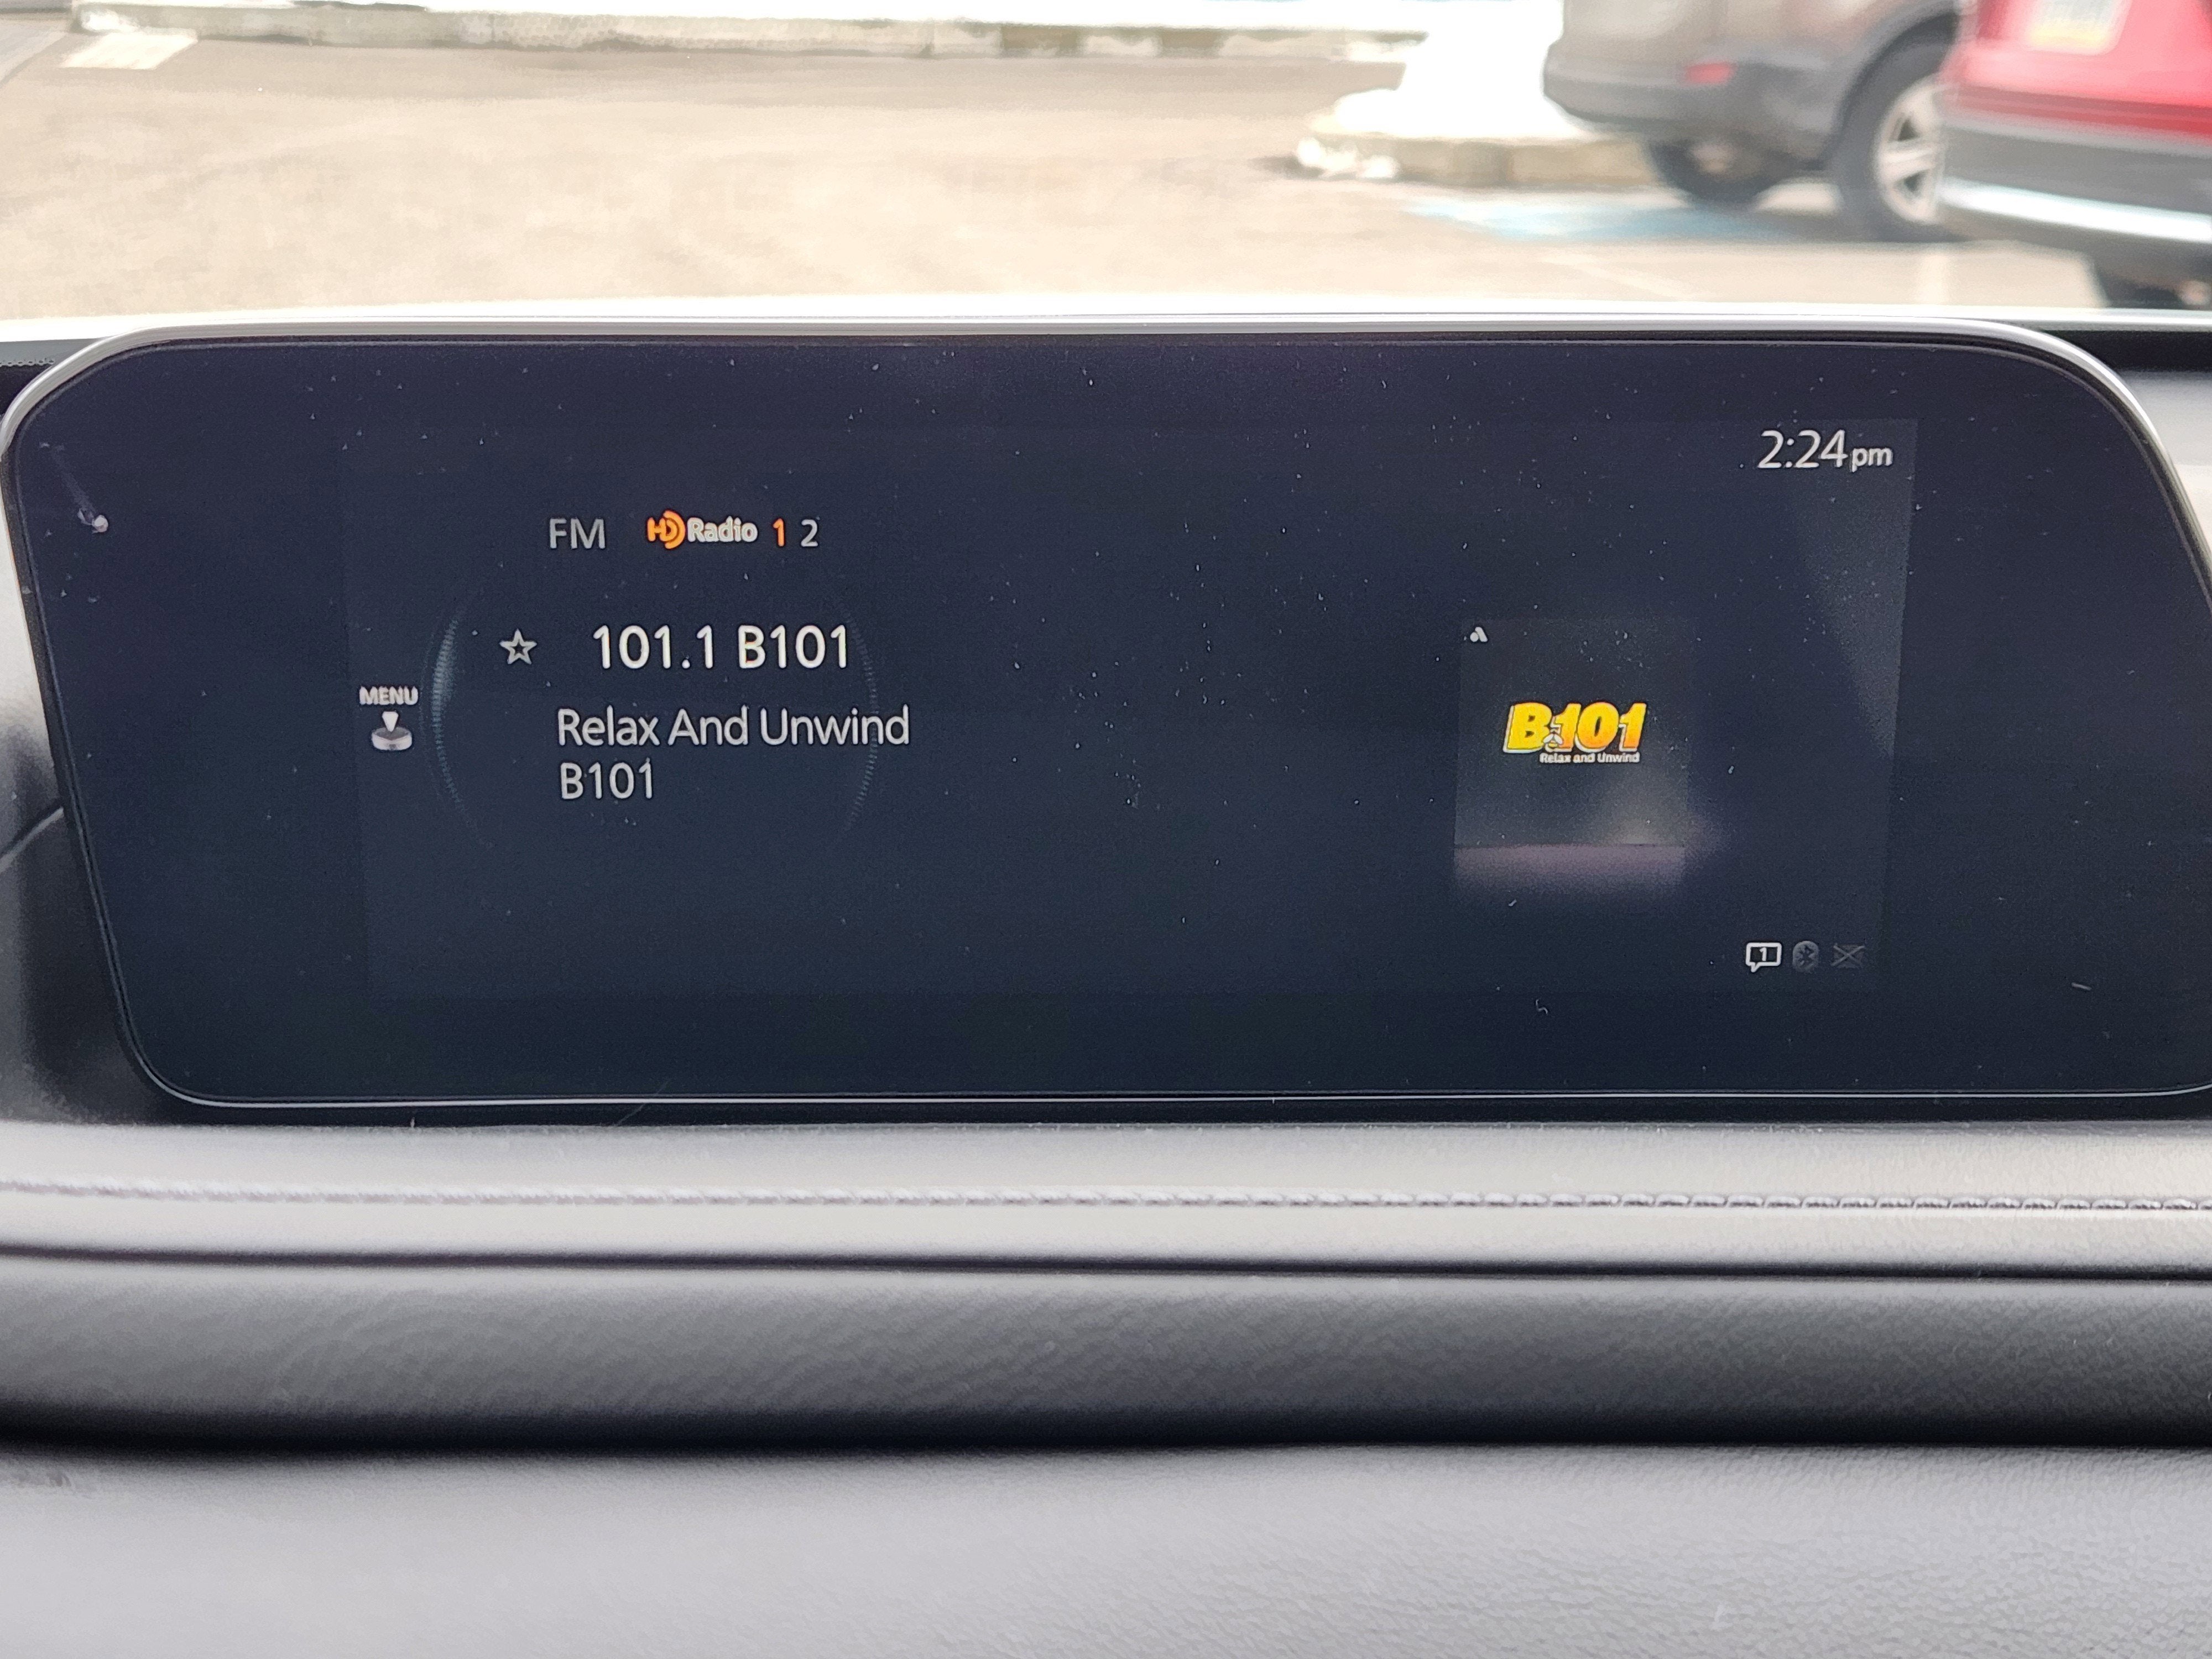 2:24pm
FM HD Radio 1 2
101.1 B101
MENU
Relax And Unwind
B101
B101
Relax and Unwind
1